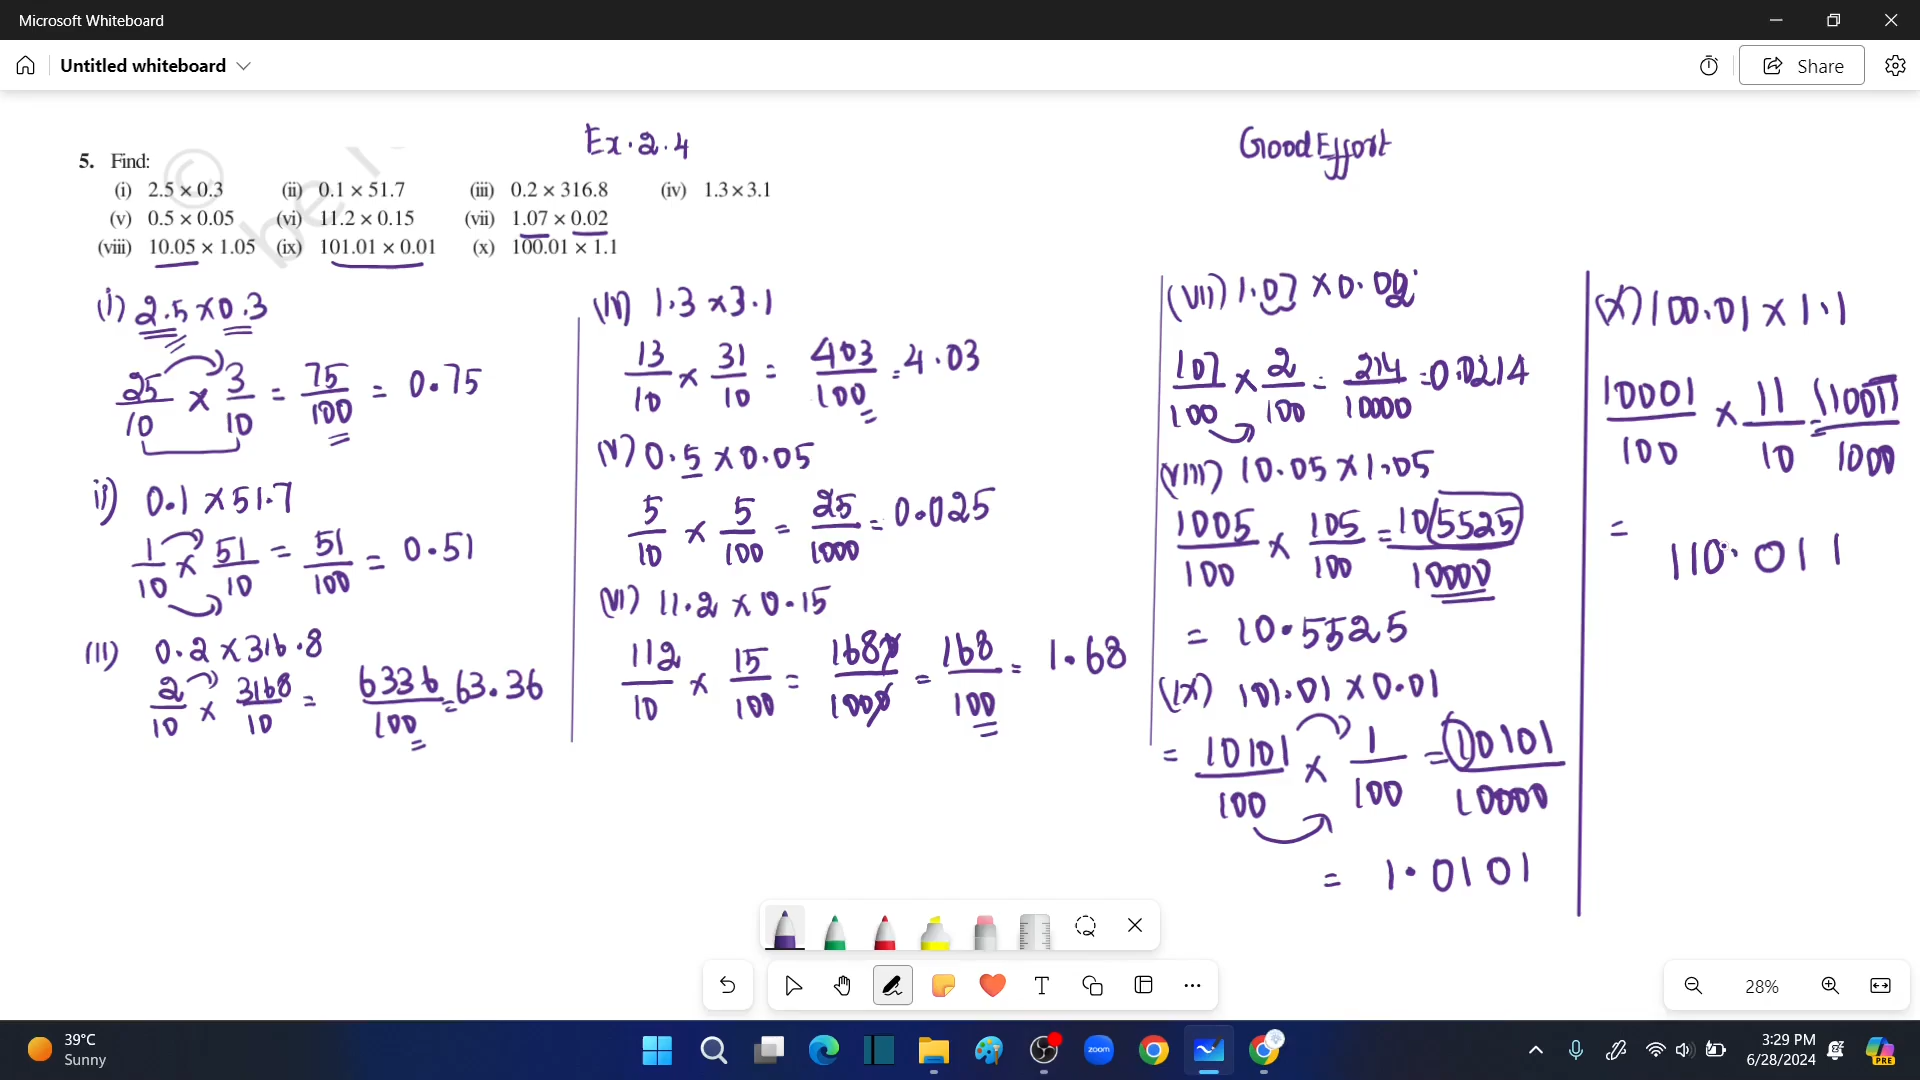 Microsoft Whiteboard
Untitled whiteboard
Share
Ex. 2.4
Good Effort
5. Find:
(i) 2.5 × 0.3 (ii) 0.1 × 51.7 (iii) 0.2 × 316.8 (iv) 1.3 × 3.1
(v) 0.5 × 0.05 (vi) 11.2 × 0.15 (vii) 1.07 × 0.02
(viii) 10.05 × 1.05 (ix) 101.01 × 0.01 (x) 100.01 × 1.1
(i) 2.5 × 0.3
25/10 × 3/10 = 75/100 = 0.75
ii) 0.1 × 51.7
1/10 × 51/10 = 51/100 = 0.51
(III) 0.2 × 316.8
2/10 × 3168/10 = 6336/100 = 63.36
(IV) 1.3 × 3.1
13/10 × 31/10 = 403/100 = 4.03
(V) 0.5 × 0.05
5/10 × 5/100 = 25/1000 = 0.025
(VI) 11.2 × 0.15
112/10 × 15/100 = 1680/1000 = 168/100 = 1.68
(VII) 1.07 × 0.02
107/100 × 2/100 = 214/10000 = 0.0214
(VIII) 10.05 × 1.05
1005/100 × 105/100 = 105525/10000
= 10.5525
(IX) 101.01 × 0.01
= 10101/100 × 1/100 = 10101/10000
= 1.0101
(X) 100.01 × 1.1
10001/100 × 11/10 = 110011/1000
= 110.011
28%
39°C
Sunny
zoom
3:29 PM
6/28/2024
PRE